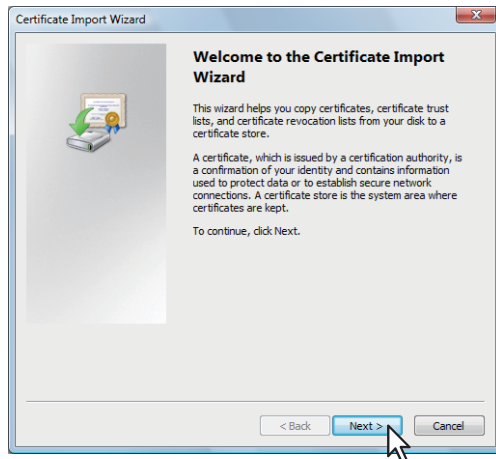 Certificate Import Wizard
Welcome to the Certificate Import
Wizard
This wizard helps you copy certificates, certificate trust
lists, and certificate revocation lists from your disk to a
certificate store.
A certificate, which is issued by a certification authority, is
a confirmation of your identity and contains information
used to protect data or to establish secure network
connections. A certificate store is the system area where
certificates are kept.
To continue, click Next.
< Back Next > Cancel